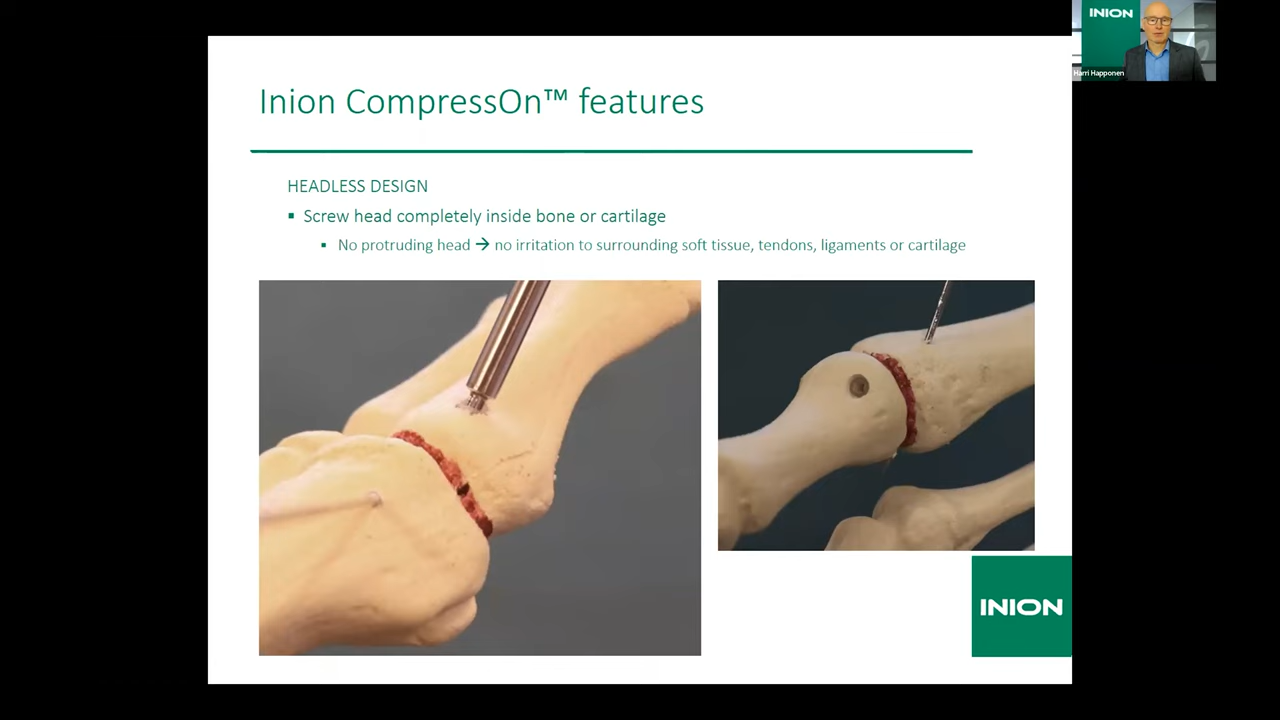 INION
Harri Happonen
Inion CompressOn™ features
HEADLESS DESIGN
▪ Screw head completely inside bone or cartilage
▪ No protruding head → no irritation to surrounding soft tissue, tendons, ligaments or cartilage
INION